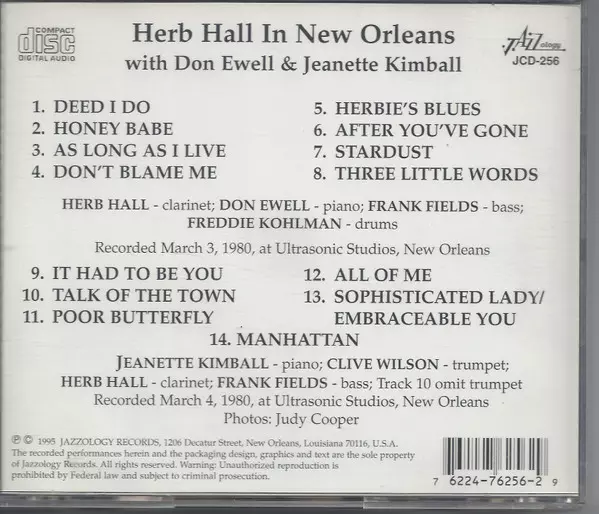 COMPACT
disc
DIGITAL AUDIO
Herb Hall In New Orleans
with Don Ewell & Jeanette Kimball
JAZZology
JCD-256
1. DEED I DO
2. HONEY BABE
3. AS LONG AS I LIVE
4. DON'T BLAME ME
5. HERBIE'S BLUES
6. AFTER YOU'VE GONE
7. STARDUST
8. THREE LITTLE WORDS
HERB HALL - clarinet; DON EWELL - piano; FRANK FIELDS - bass;
FREDDIE KOHLMAN - drums
Recorded March 3, 1980, at Ultrasonic Studios, New Orleans
9. IT HAD TO BE YOU
10. TALK OF THE TOWN
11. POOR BUTTERFLY
12. ALL OF ME
13. SOPHISTICATED LADY/
EMBRACEABLE YOU
14. MANHATTAN
JEANETTE KIMBALL - piano; CLIVE WILSON - trumpet;
HERB HALL - clarinet; FRANK FIELDS - bass; Track 10 omit trumpet
Recorded March 4, 1980, at Ultrasonic Studios, New Orleans
Photos: Judy Cooper
℗ © 1995 JAZZOLOGY RECORDS, 1206 Decatur Street, New Orleans, Louisiana 70116, U.S.A.
The recorded performances herein and the packaging design, graphics and text are the sole property
of Jazzology Records. All rights reserved. Warning: Unauthorized reproduction is
prohibited by Federal law and subject to criminal prosecution.
7 62247-76256-2 9